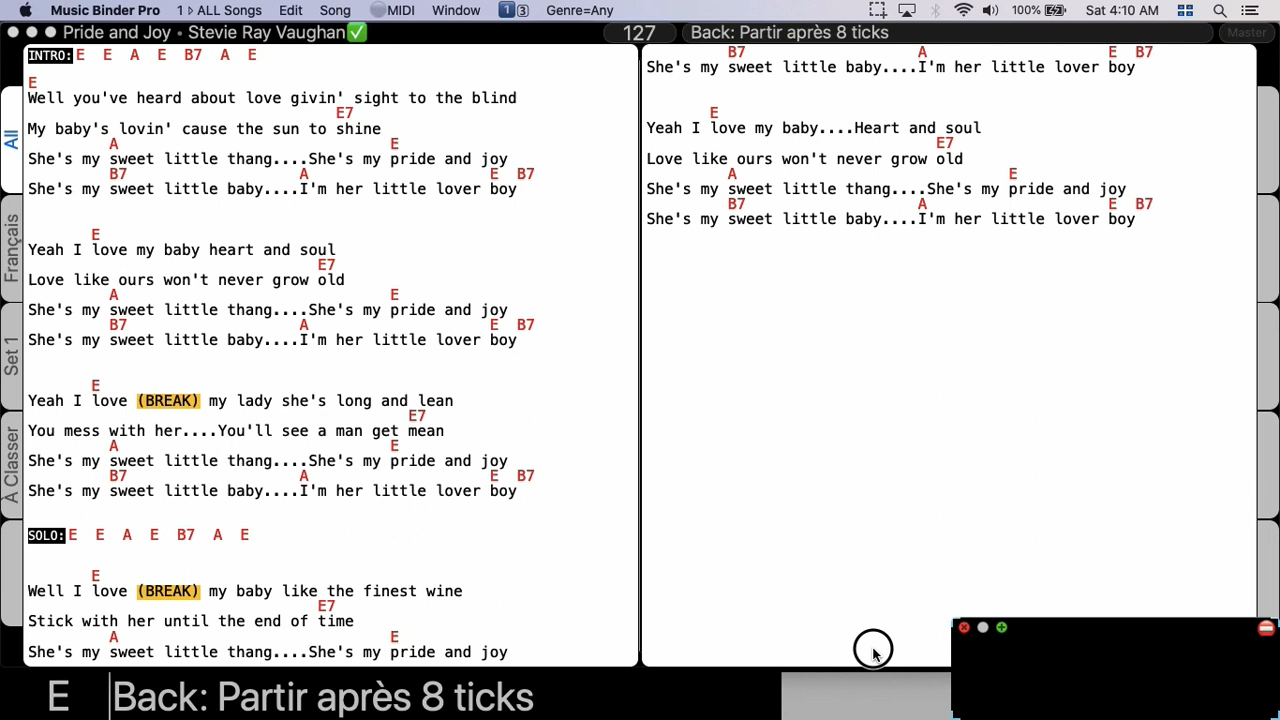 Music Binder Pro 1 ALL Songs Edit Song MIDI Window 1 3 Genre=Any 100% Sat 4:10 AM
Pride and Joy • Stevie Ray Vaughan 127 Back: Partir après 8 ticks Master
All
Français
Set 1
À Classer
INTRO: E E A E B7 A E
E
Well you've heard about love givin' sight to the blind
E7
My baby's lovin' cause the sun to shine
A E
She's my sweet little thang....She's my pride and joy
B7 A E B7
She's my sweet little baby....I'm her little lover boy
E
Yeah I love my baby heart and soul
E7
Love like ours won't never grow old
A E
She's my sweet little thang....She's my pride and joy
B7 A E B7
She's my sweet little baby....I'm her little lover boy
E
Yeah I love (BREAK) my lady she's long and lean
E7
You mess with her....You'll see a man get mean
A E
She's my sweet little thang....She's my pride and joy
B7 A E B7
She's my sweet little baby....I'm her little lover boy
SOLO: E E A E B7 A E
E
Well I love (BREAK) my baby like the finest wine
E7
Stick with her until the end of time
A E
She's my sweet little thang....She's my pride and joy
B7 A E B7
She's my sweet little baby....I'm her little lover boy
E
Yeah I love my baby....Heart and soul
E7
Love like ours won't never grow old
A E
She's my sweet little thang....She's my pride and joy
B7 A E B7
She's my sweet little baby....I'm her little lover boy
E Back: Partir après 8 ticks